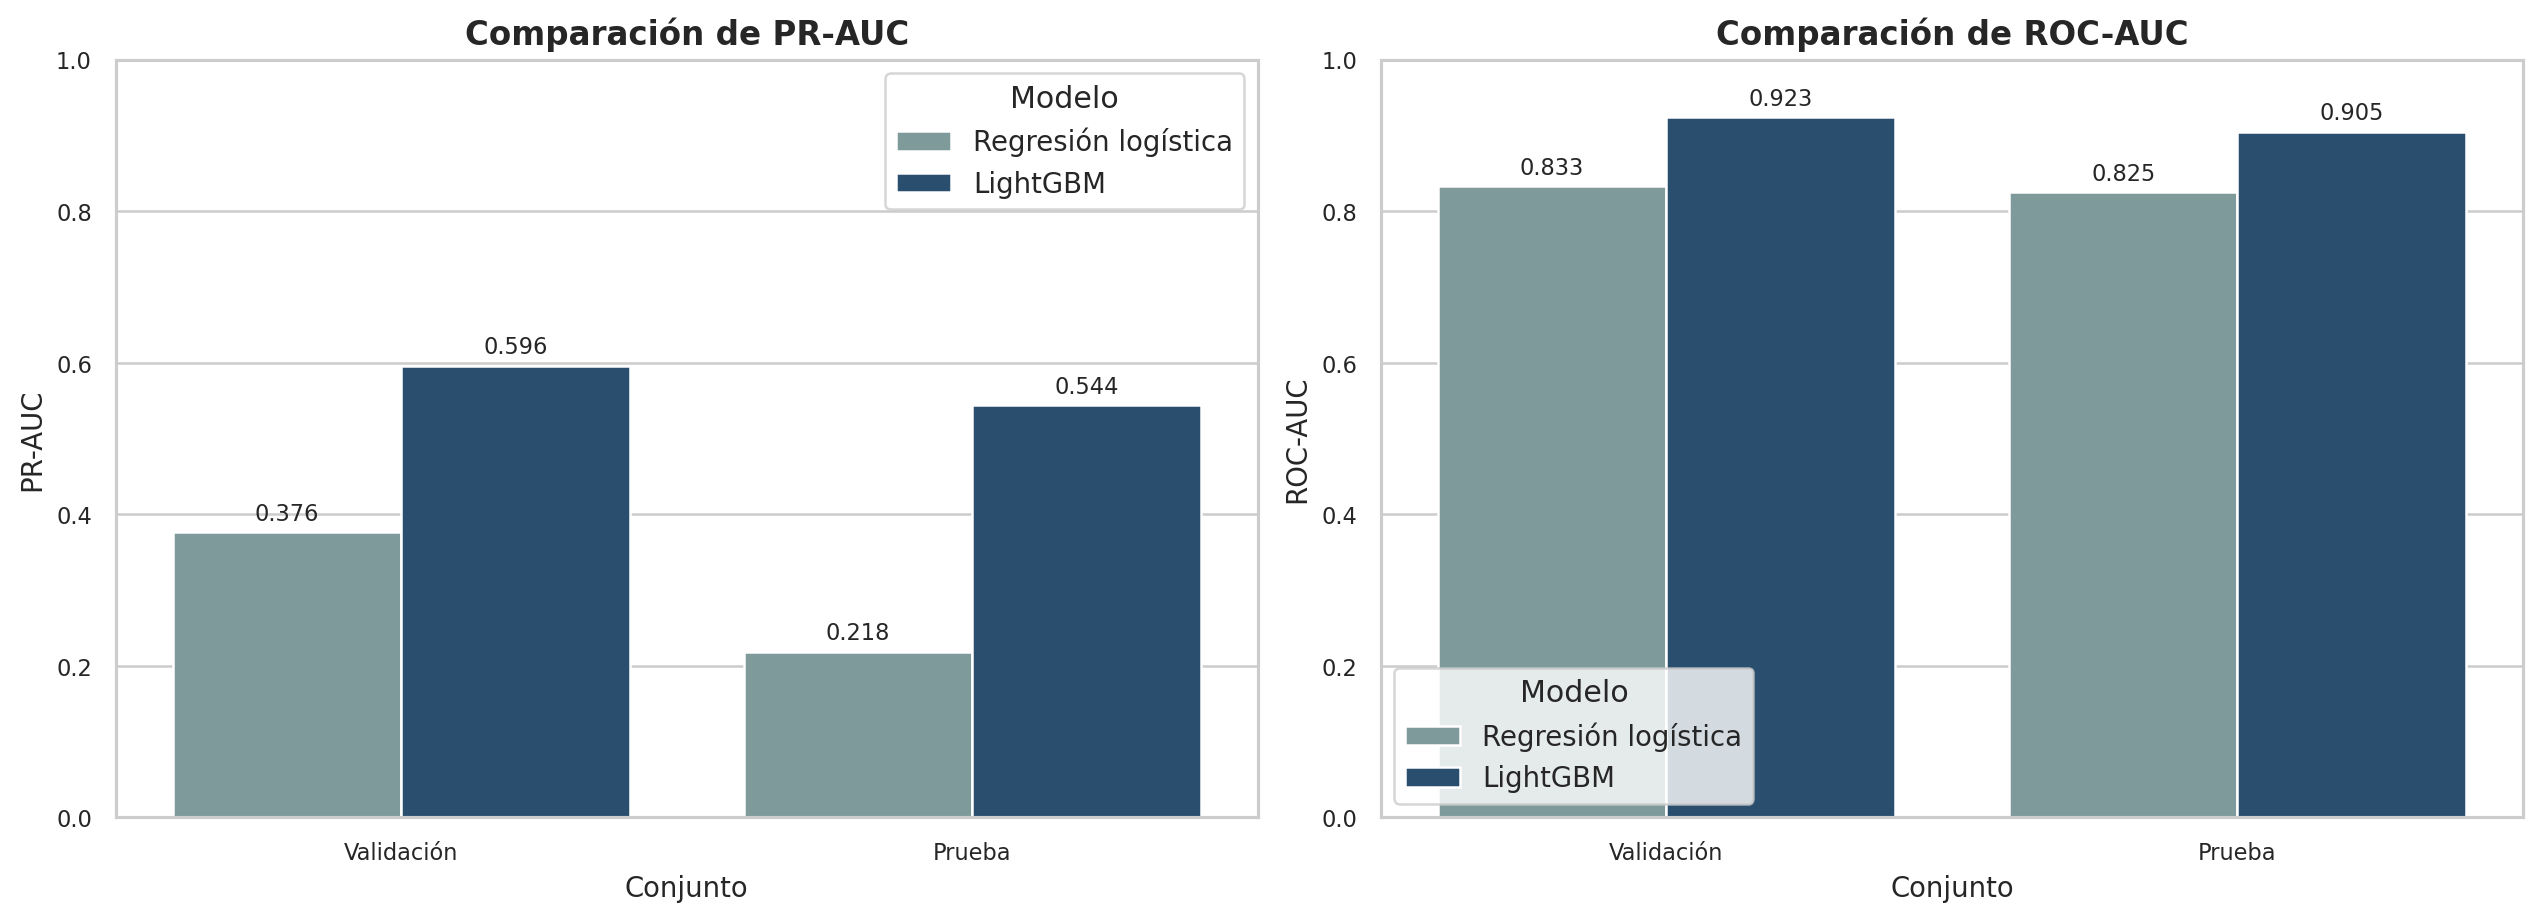 Comparación de PR-AUC
1.0
0.8
0.6
0.4
0.2
0.0
PR-AUC
Modelo
Regresión logística
LightGBM
0.376
0.596
0.218
0.544
Validación
Prueba
Conjunto
Comparación de ROC-AUC
1.0
0.8
0.6
0.4
0.2
0.0
ROC-AUC
0.833
0.923
0.825
0.905
Modelo
Regresión logística
LightGBM
Validación
Prueba
Conjunto